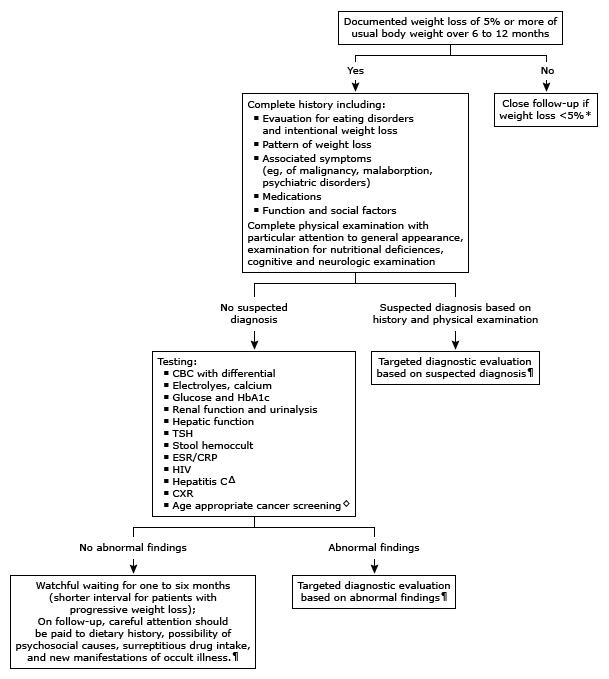 Documented weight loss of 5% or more of
usual body weight over 6 to 12 months
Yes
No
Complete history including:
▪ Evauation for eating disorders
and intentional weight loss
▪ Pattern of weight loss
▪ Associated symptoms
(eg, of malignancy, malaborption,
psychiatric disorders)
▪ Medications
▪ Function and social factors
Complete physical examination with
particular attention to general appearance,
examination for nutritional deficiences,
cognitive and neurologic examination
Close follow-up if
weight loss <5%*
No suspected
diagnosis
Suspected diagnosis based on
history and physical examination
Testing:
▪ CBC with differential
▪ Electrolyes, calcium
▪ Glucose and HbA1c
▪ Renal function and urinalysis
▪ Hepatic function
▪ TSH
▪ Stool hemoccult
▪ ESR/CRP
▪ HIV
▪ Hepatitis CΔ
▪ CXR
▪ Age appropriate cancer screening◇
Targeted diagnostic evaluation
based on suspected diagnosis¶
No abnormal findings
Abnormal findings
Watchful waiting for one to six months
(shorter interval for patients with
progressive weight loss);
On follow-up, careful attention should
be paid to dietary history, possibility of
psychosocial causes, surreptitious drug intake,
and new manifestations of occult illness.¶
Targeted diagnostic evaluation
based on abnormal findings¶